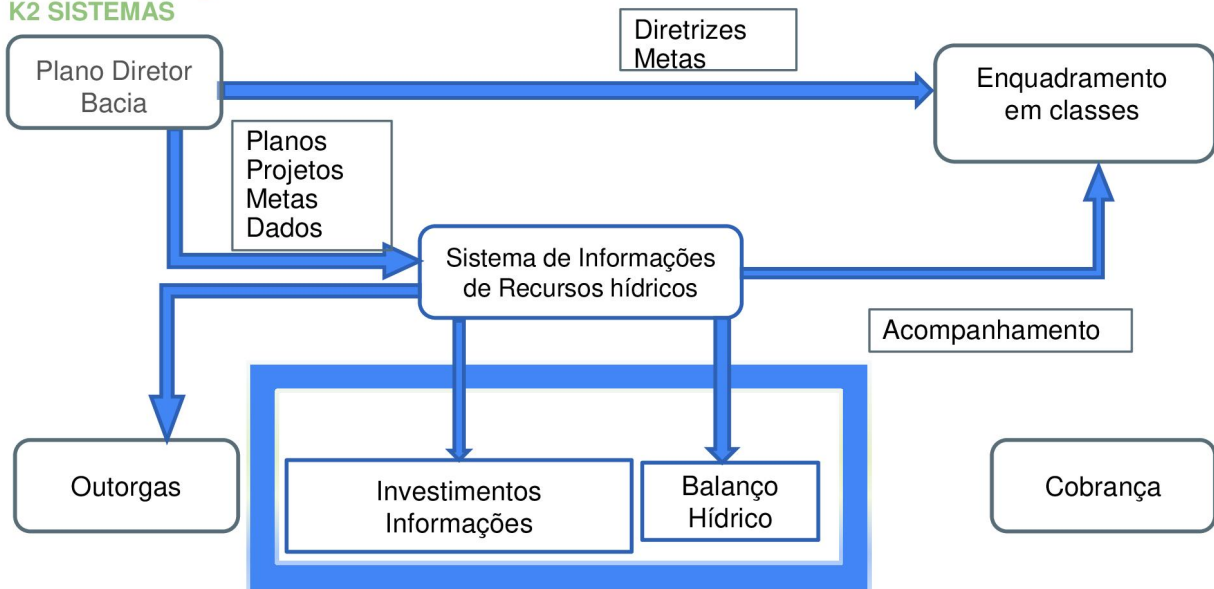 K2 SISTEMAS
Diretrizes
Metas
Plano Diretor
Bacia
Enquadramento
em classes
Planos
Projetos
Metas
Dados
Sistema de Informações
de Recursos hídricos
Acompanhamento
Outorgas
Investimentos
Informações
Balanço
Hídrico
Cobrança